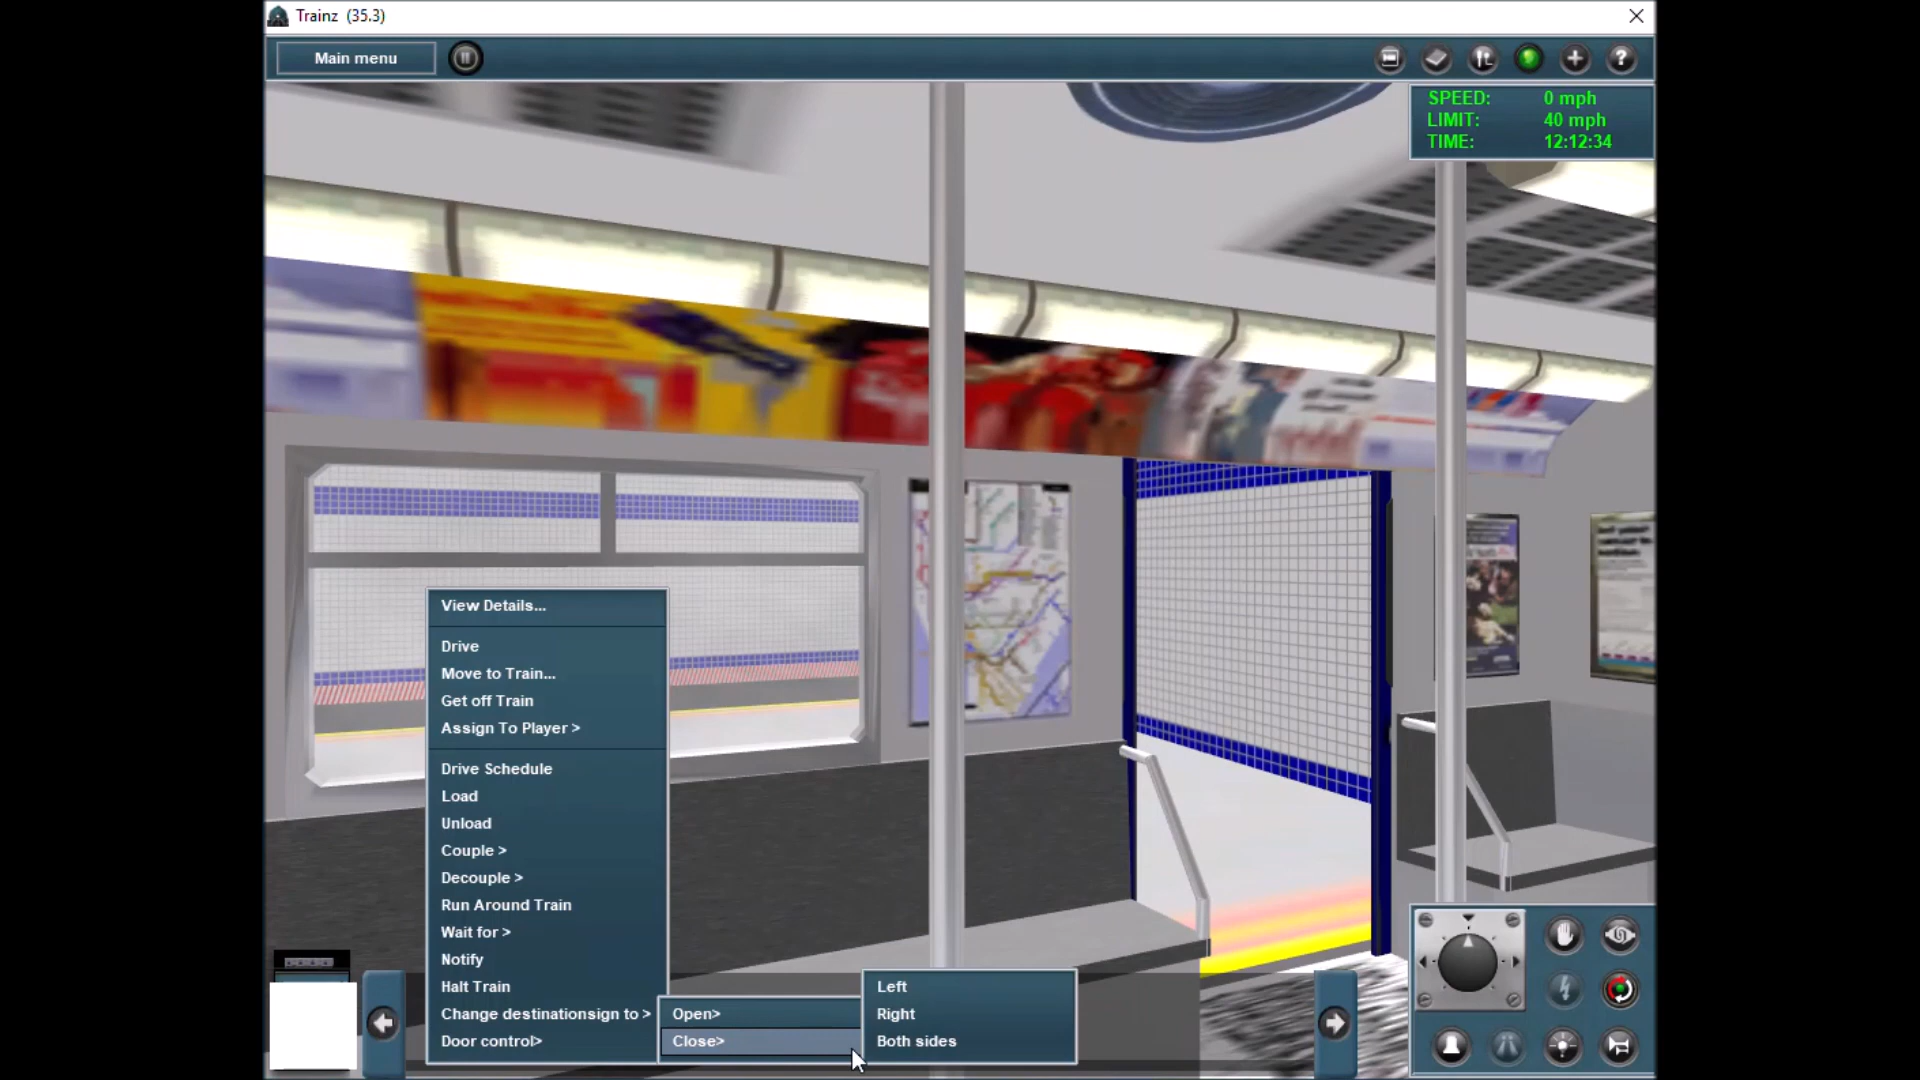 Trainz (35.3)
Main menu
SPEED: 0 mph
LIMIT: 40 mph
TIME: 12:12:34
View Details...
Drive
Move to Train...
Get off Train
Assign To Player >
Drive Schedule
Load
Unload
Couple >
Decouple >
Run Around Train
Wait for >
Notify
Halt Train
Change destinationsign to >
Door control>
Open>
Close>
Left
Right
Both sides